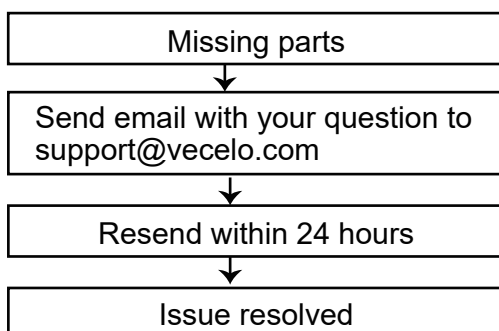 Missing parts
Send email with your question to
support@vecelo.com
Resend within 24 hours
Issue resolved